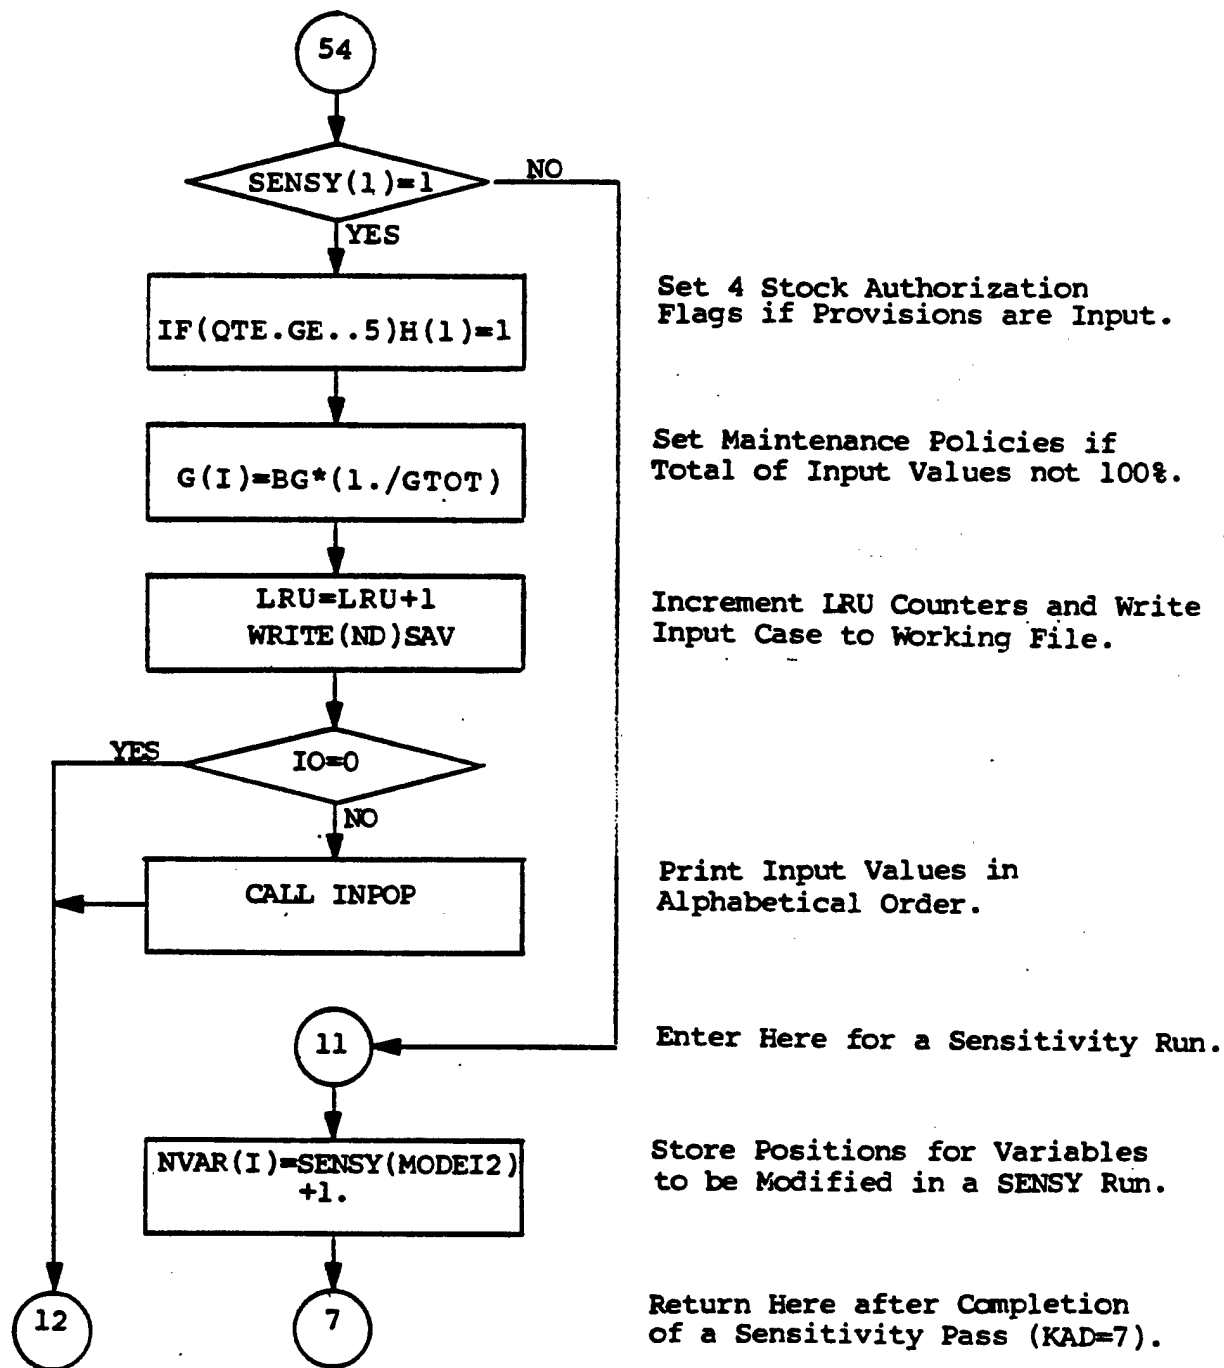 54
SENSY(1)=1
NO
YES
IF(QTE.GE..5)H(1)=1
Set 4 Stock Authorization
Flags if Provisions are Input.
G(I)=BG*(1./GTOT)
Set Maintenance Policies if
Total of Input Values not 100%.
LRU=LRU+1
WRITE(ND)SAV
Increment LRU Counters and Write
Input Case to Working File.
YES
IO=0
NO
CALL INPOP
Print Input Values in
Alphabetical Order.
11
Enter Here for a Sensitivity Run.
NVAR(I)=SENSY(MODEI2)
+1.
Store Positions for Variables
to be Modified in a SENSY Run.
12
7
Return Here after Completion
of a Sensitivity Pass (KAD=7).